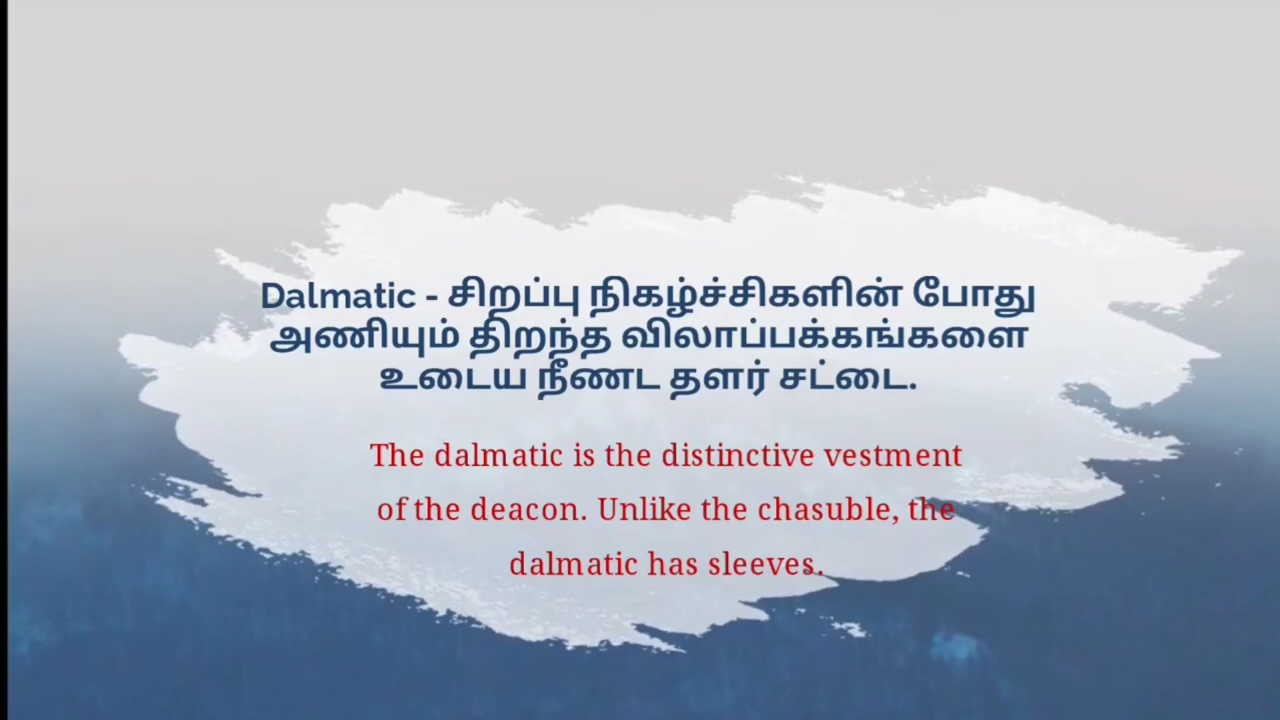 Dalmatic - சிறப்பு நிகழ்ச்சிகளின் போது
அணியும் திறந்த விலாப்பக்கங்களை
உடைய நீணட தளர் சட்டை.
The dalmatic is the distinctive vestment
of the deacon. Unlike the chasuble, the
dalmatic has sleeves.